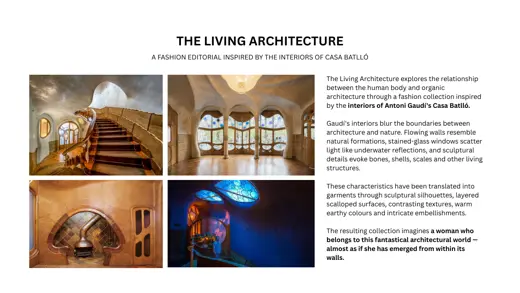 THE LIVING ARCHITECTURE
A FASHION EDITORIAL INSPIRED BY THE INTERIORS OF CASA BATLLÓ
The Living Architecture explores the relationship
between the human body and organic
architecture through a fashion collection inspired
by the interiors of Antoni Gaudí's Casa Batlló.
Gaudí's interiors blur the boundaries between
architecture and nature. Flowing walls resemble
natural formations, stained-glass windows scatter
light like underwater reflections, and sculptural
details evoke bones, shells, scales and other living
structures.
These characteristics have been translated into
garments through sculptural silhouettes, layered
scalloped surfaces, contrasting textures, warm
earthy colours and intricate embellishments.
The resulting collection imagines a woman who
belongs to this fantastical architectural world —
almost as if she has emerged from within its
walls.